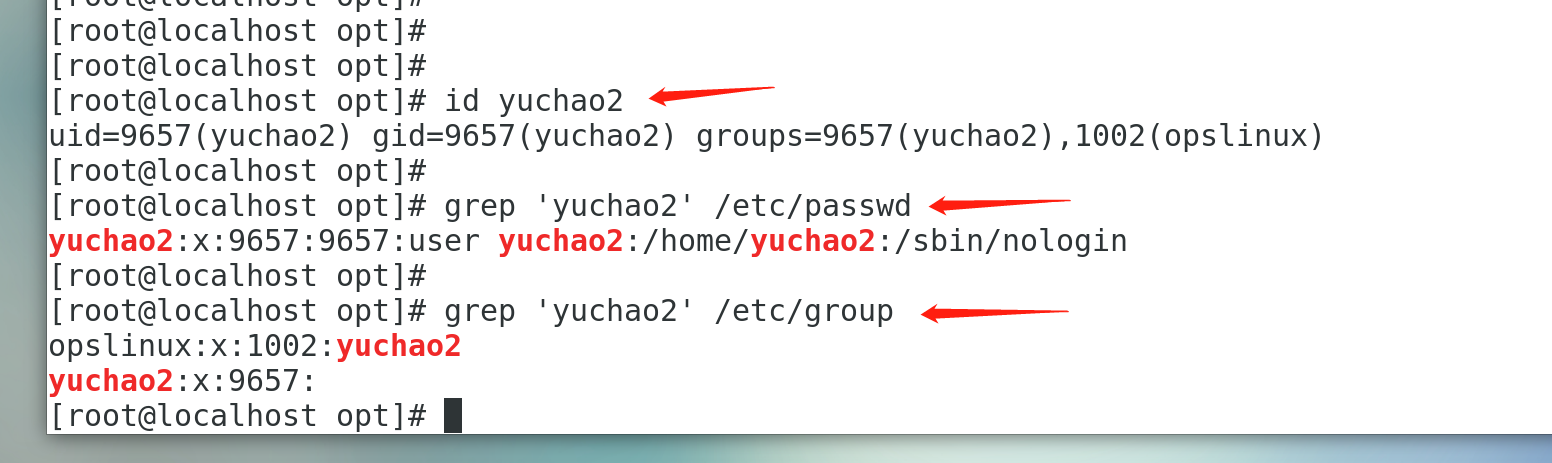 [root@localhost opt]#
[root@localhost opt]#
[root@localhost opt]#
[root@localhost opt]# id yuchao2
uid=9657(yuchao2) gid=9657(yuchao2) groups=9657(yuchao2),1002(opslinux)
[root@localhost opt]#
[root@localhost opt]# grep 'yuchao2' /etc/passwd
yuchao2:x:9657:9657:user yuchao2:/home/yuchao2:/sbin/nologin
[root@localhost opt]#
[root@localhost opt]# grep 'yuchao2' /etc/group
opslinux:x:1002:yuchao2
yuchao2:x:9657:
[root@localhost opt]#